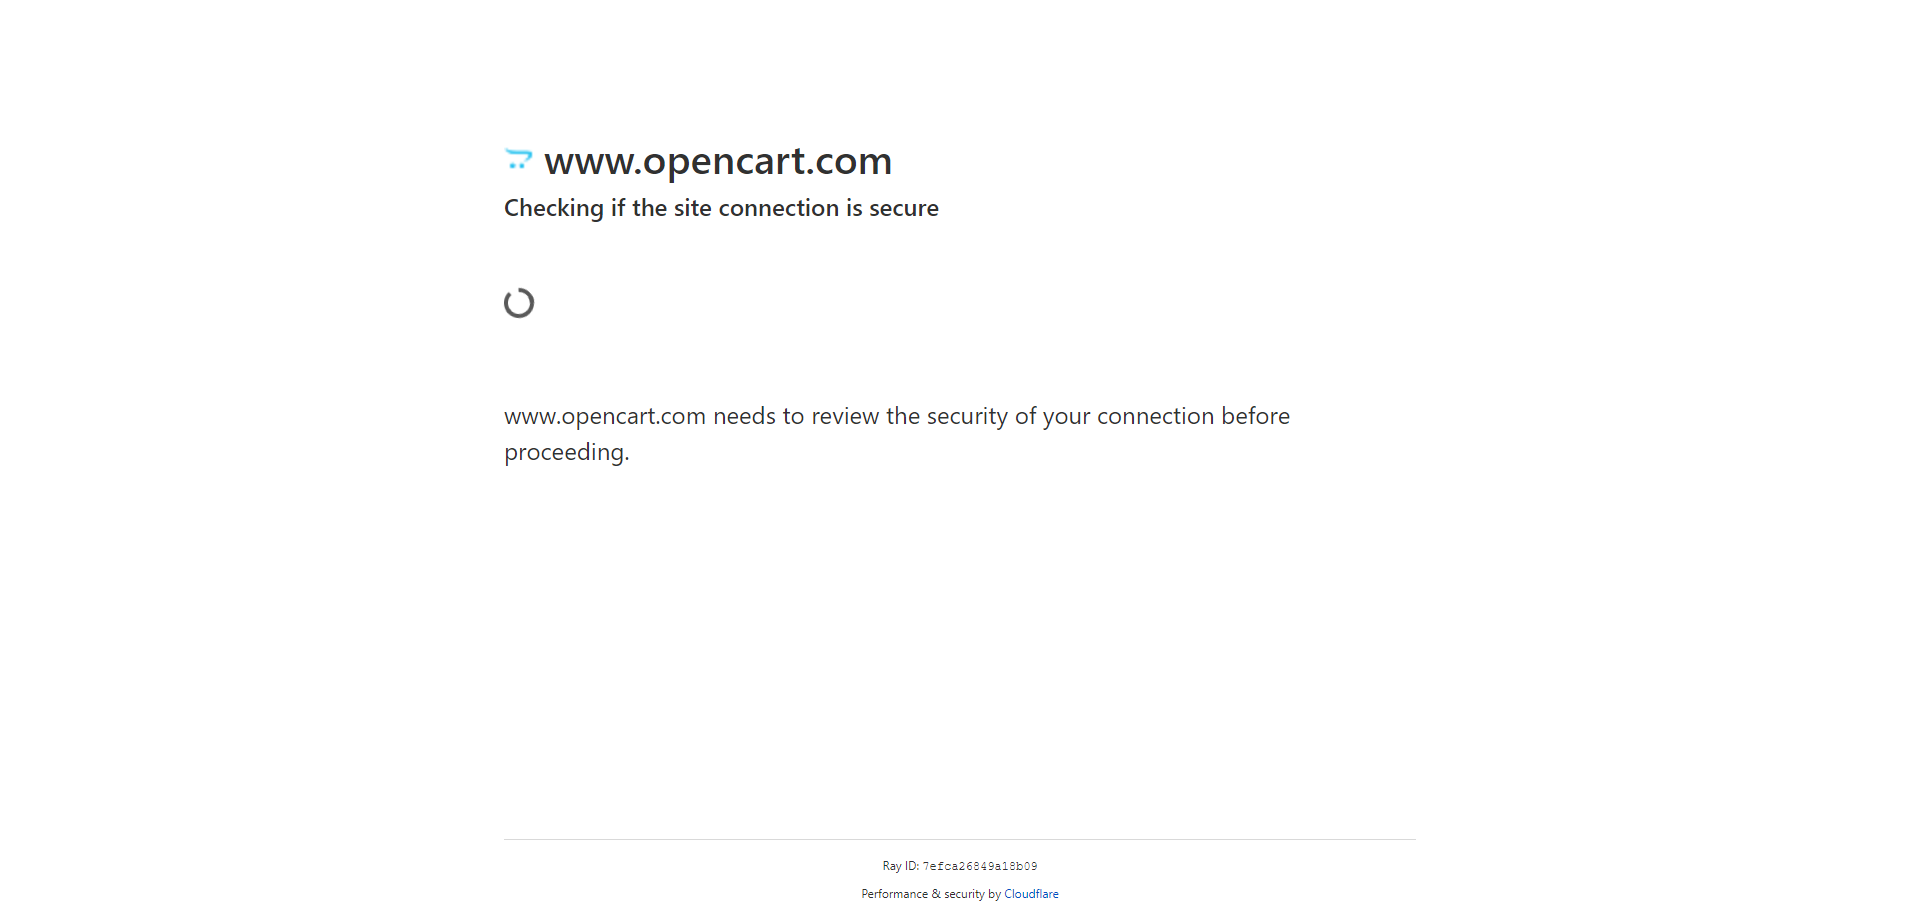 www.opencart.com
Checking if the site connection is secure
www.opencart.com needs to review the security of your connection before
proceeding.
Ray ID: 7efca26849a18b09
Performance & security by Cloudflare